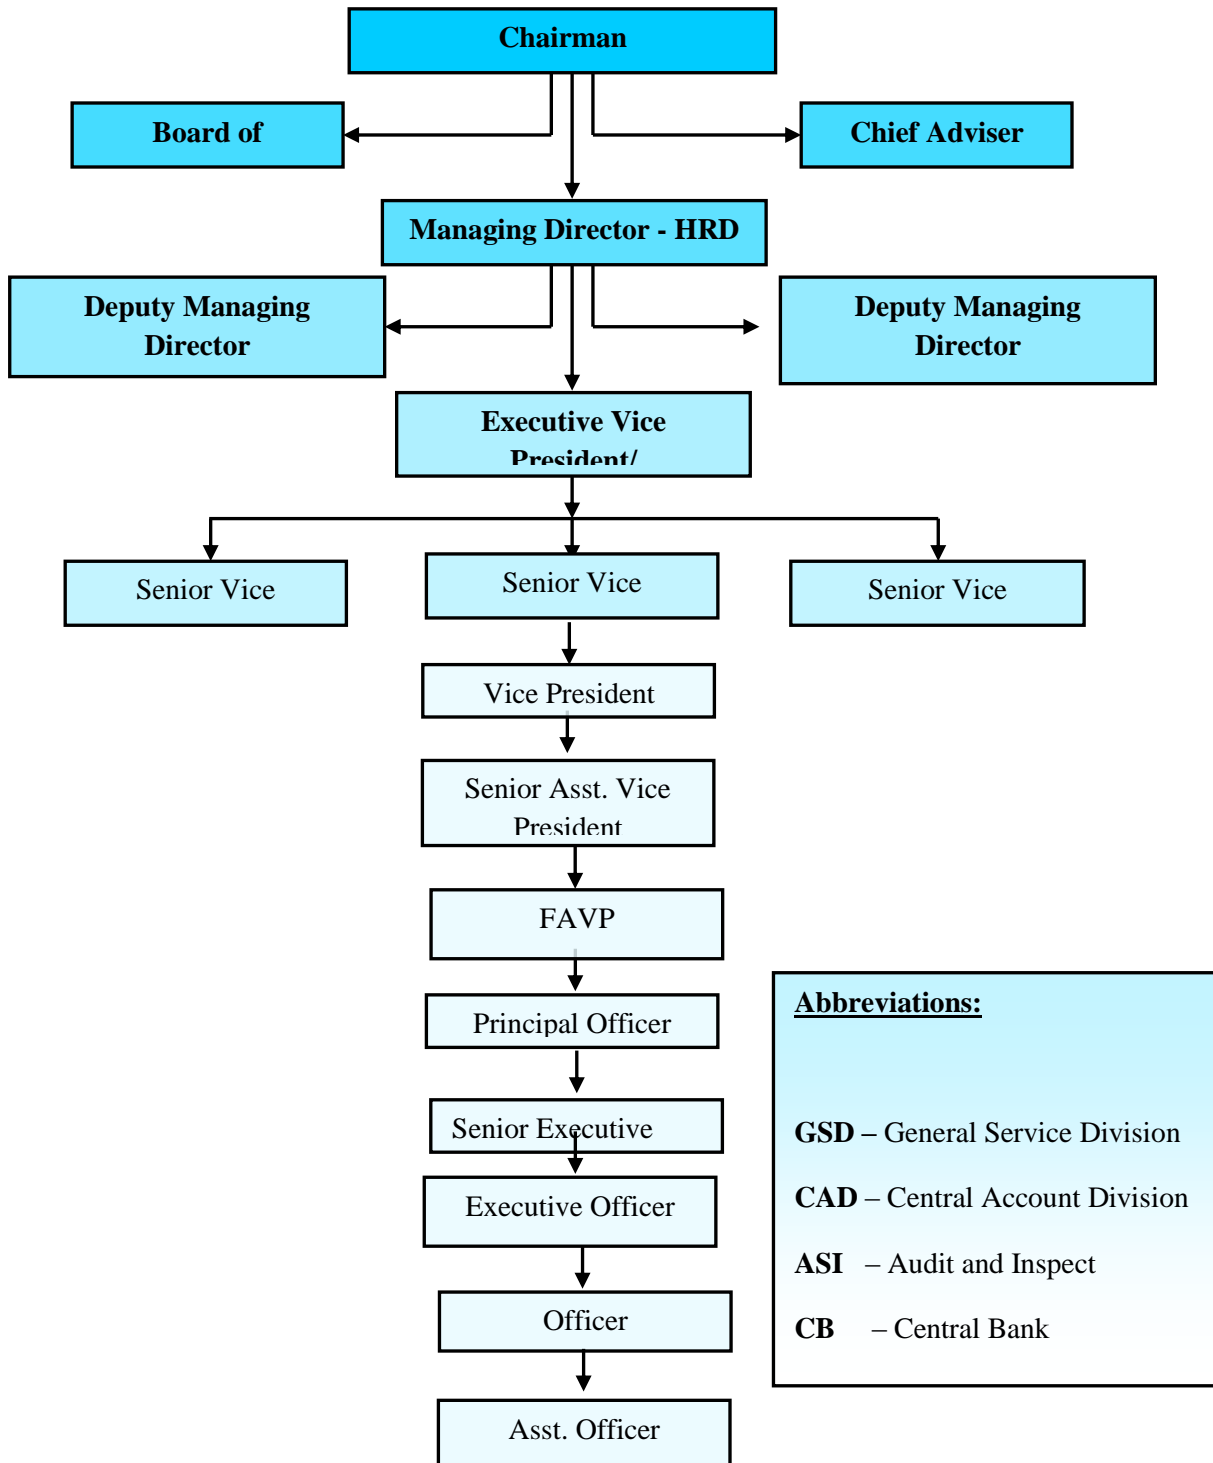 Chairman
Board of
Chief Adviser
Managing Director - HRD
Deputy Managing
Director
Deputy Managing
Director
Executive Vice
President/
Senior Vice
Senior Vice
Senior Vice
Vice President
Senior Asst. Vice
President
FAVP
Principal Officer
Senior Executive
Executive Officer
Officer
Asst. Officer
Abbreviations:
GSD – General Service Division
CAD – Central Account Division
ASI – Audit and Inspect
CB – Central Bank